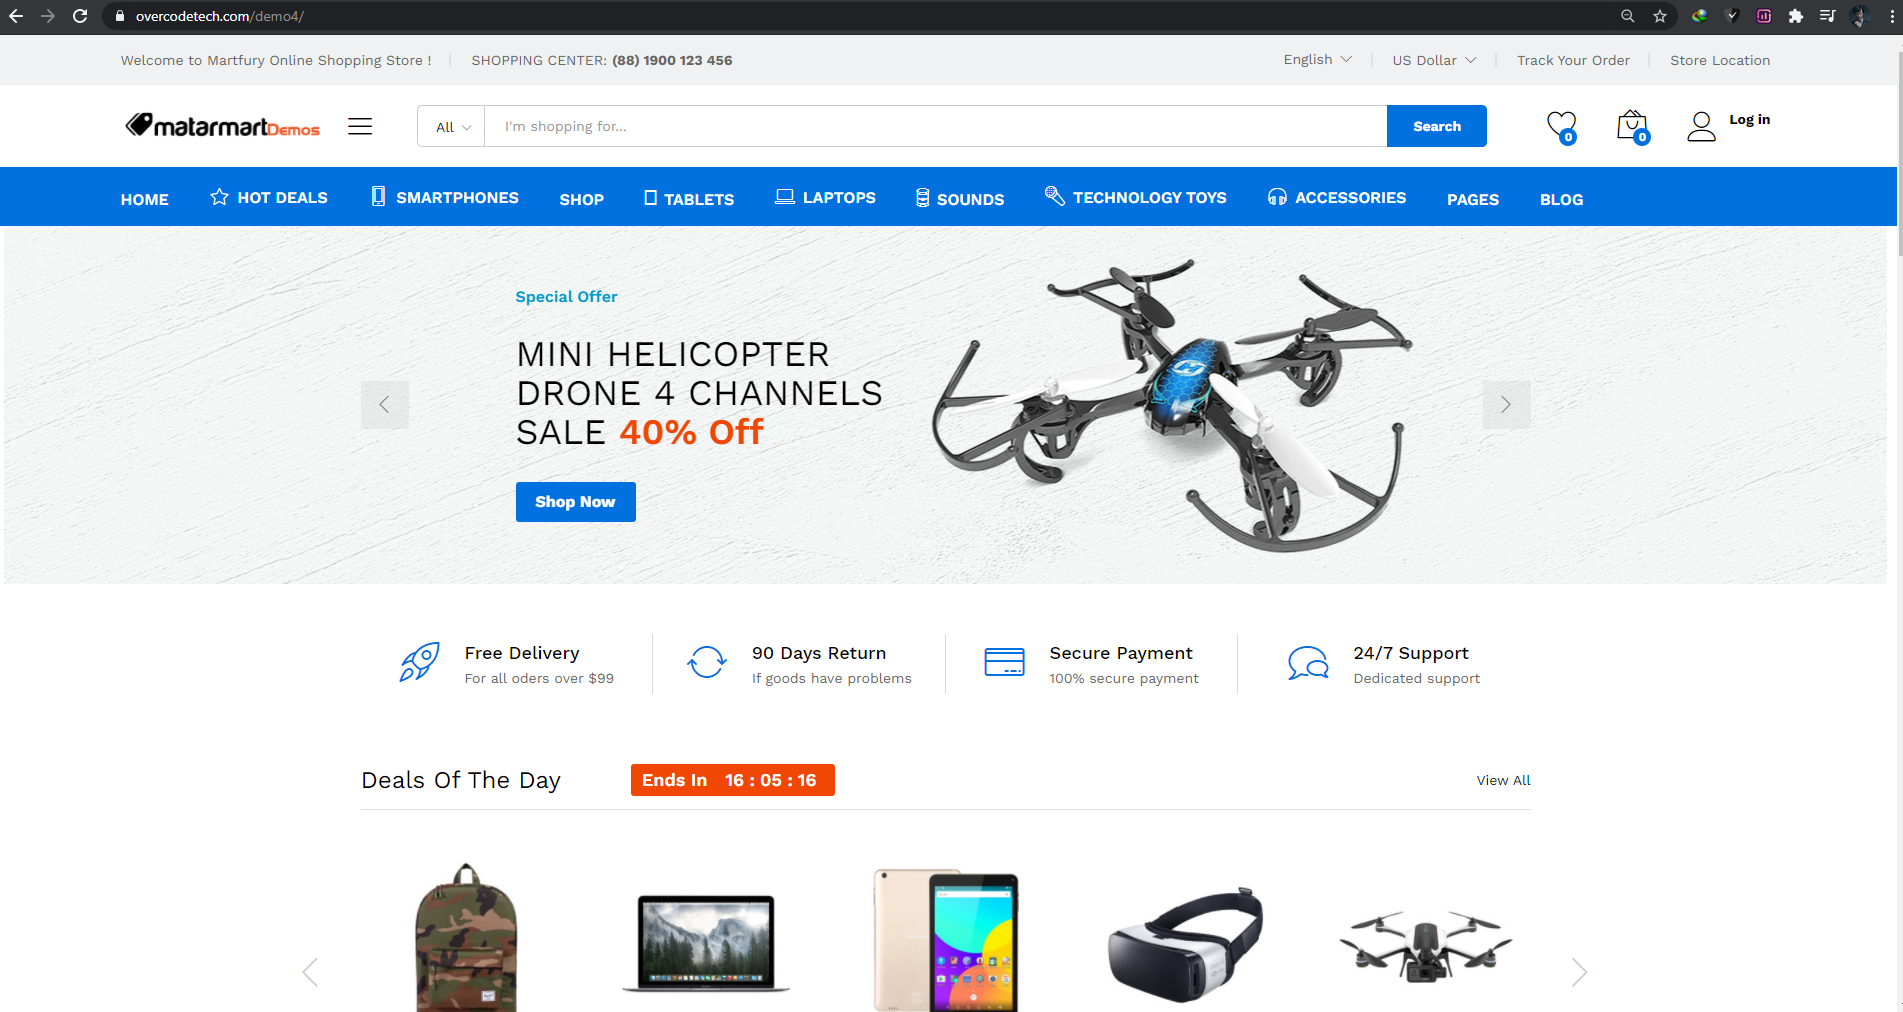 overcodetech.com/demo4/
Welcome to Martfury Online Shopping Store !
SHOPPING CENTER: (88) 1900 123 456
English
US Dollar
Track Your Order
Store Location
matarmartDemos
All
I'm shopping for...
Search
0
0
Log in
HOME
HOT DEALS
SMARTPHONES
SHOP
TABLETS
LAPTOPS
SOUNDS
TECHNOLOGY TOYS
ACCESSORIES
PAGES
BLOG
Special Offer
MINI HELICOPTER
DRONE 4 CHANNELS
SALE 40% Off
Shop Now
Free Delivery
For all oders over $99
90 Days Return
If goods have problems
Secure Payment
100% secure payment
24/7 Support
Dedicated support
Deals Of The Day
Ends In 16 : 05 : 16
View All